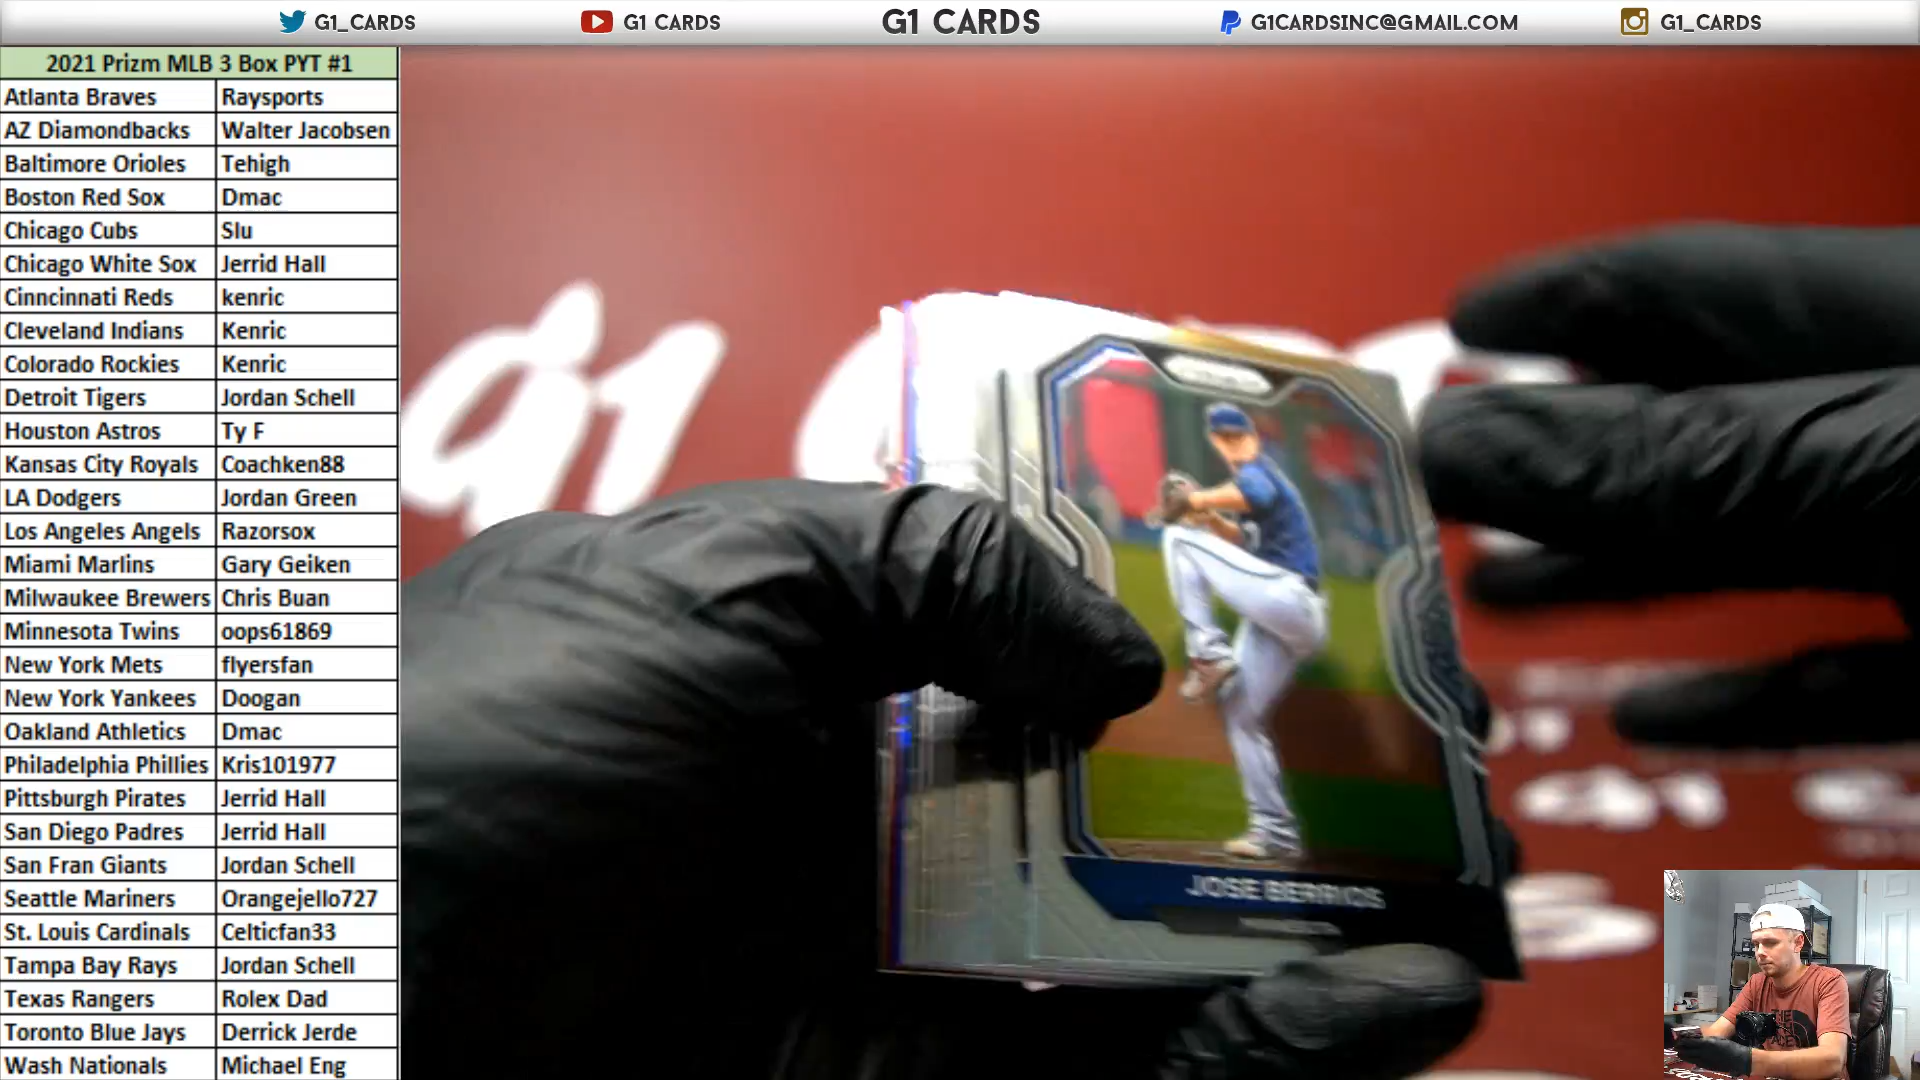 G1_CARDS
G1 CARDS
G1 CARDS
G1CARDSINC@GMAIL.COM
G1_CARDS
2021 Prizm MLB 3 Box PYT #1
Atlanta Braves Raysports
AZ Diamondbacks Walter Jacobsen
Baltimore Orioles Tehigh
Boston Red Sox Dmac
Chicago Cubs Slu
Chicago White Sox Jerrid Hall
Cinncinnati Reds kenric
Cleveland Indians Kenric
Colorado Rockies Kenric
Detroit Tigers Jordan Schell
Houston Astros Ty F
Kansas City Royals Coachken88
LA Dodgers Jordan Green
Los Angeles Angels Razorsox
Miami Marlins Gary Geiken
Milwaukee Brewers Chris Buan
Minnesota Twins oops61869
New York Mets flyersfan
New York Yankees Doogan
Oakland Athletics Dmac
Philadelphia Phillies Kris101977
Pittsburgh Pirates Jerrid Hall
San Diego Padres Jerrid Hall
San Fran Giants Jordan Schell
Seattle Mariners Orangejello727
St. Louis Cardinals Celticfan33
Tampa Bay Rays Jordan Schell
Texas Rangers Rolex Dad
Toronto Blue Jays Derrick Jerde
Wash Nationals Michael Eng
g1
JOSE BERRIOS
THE